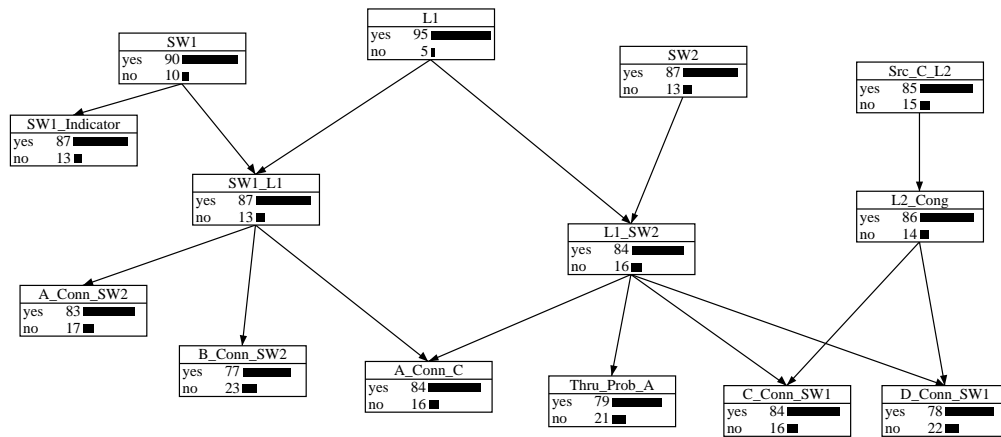 L1
yes 95
no 5
SW1
yes 90
no 10
SW2
yes 87
no 13
Src_C_L2
yes 85
no 15
SW1_Indicator
yes 87
no 13
SW1_L1
yes 87
no 13
L2_Cong
yes 86
no 14
L1_SW2
yes 84
no 16
A_Conn_SW2
yes 83
no 17
B_Conn_SW2
yes 77
no 23
A_Conn_C
yes 84
no 16
Thru_Prob_A
yes 79
no 21
C_Conn_SW1
yes 84
no 16
D_Conn_SW1
yes 78
no 22